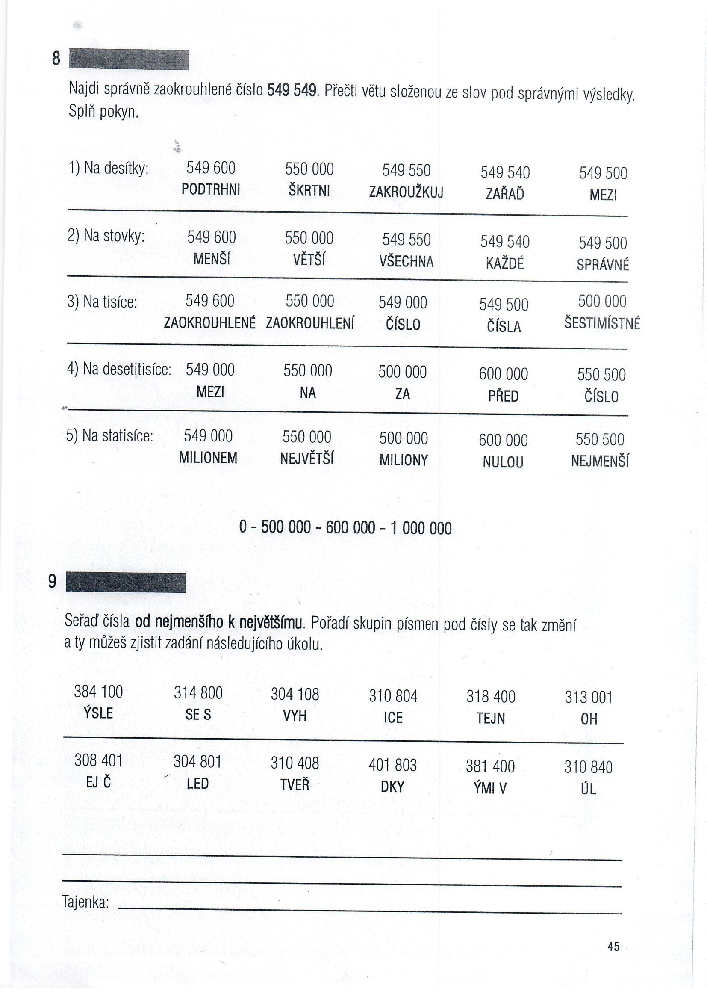 8
Najdi správně zaokrouhlené číslo 549 549. Přečti větu složenou ze slov pod správnými výsledky.
Splň pokyn.
1) Na desítky: 549 600 550 000 549 550 549 540 549 500
PODTRHNI ŠKRTNI ZAKROUŽKUJ ZAŘAĎ MEZI
2) Na stovky: 549 600 550 000 549 550 549 540 549 500
MENŠÍ VĚTŠÍ VŠECHNA KAŽDÉ SPRÁVNÉ
3) Na tisíce: 549 600 550 000 549 000 549 500 500 000
ZAOKROUHLENÉ ZAOKROUHLENÍ ČÍSLO ČÍSLA ŠESTIMÍSTNÉ
4) Na desetitisíce: 549 000 550 000 500 000 600 000 550 500
MEZI NA ZA PŘED ČÍSLO
5) Na statisíce: 549 000 550 000 500 000 600 000 550 500
MILIONEM NEJVĚTŠÍ MILIONY NULOU NEJMENŠÍ
0 - 500 000 - 600 000 - 1 000 000
9
Seřaď čísla od nejmenšího k největšímu. Pořadí skupin písmen pod čísly se tak změní
a ty můžeš zjistit zadání následujícího úkolu.
384 100 314 800 304 108 310 804 318 400 313 001
ÝSLE SE S VYH ICE TEJN OH
308 401 304 801 310 408 401 803 381 400 310 840
EJ Č LED TVEŘ DKY ÝMI V ÚL
Tajenka:
45